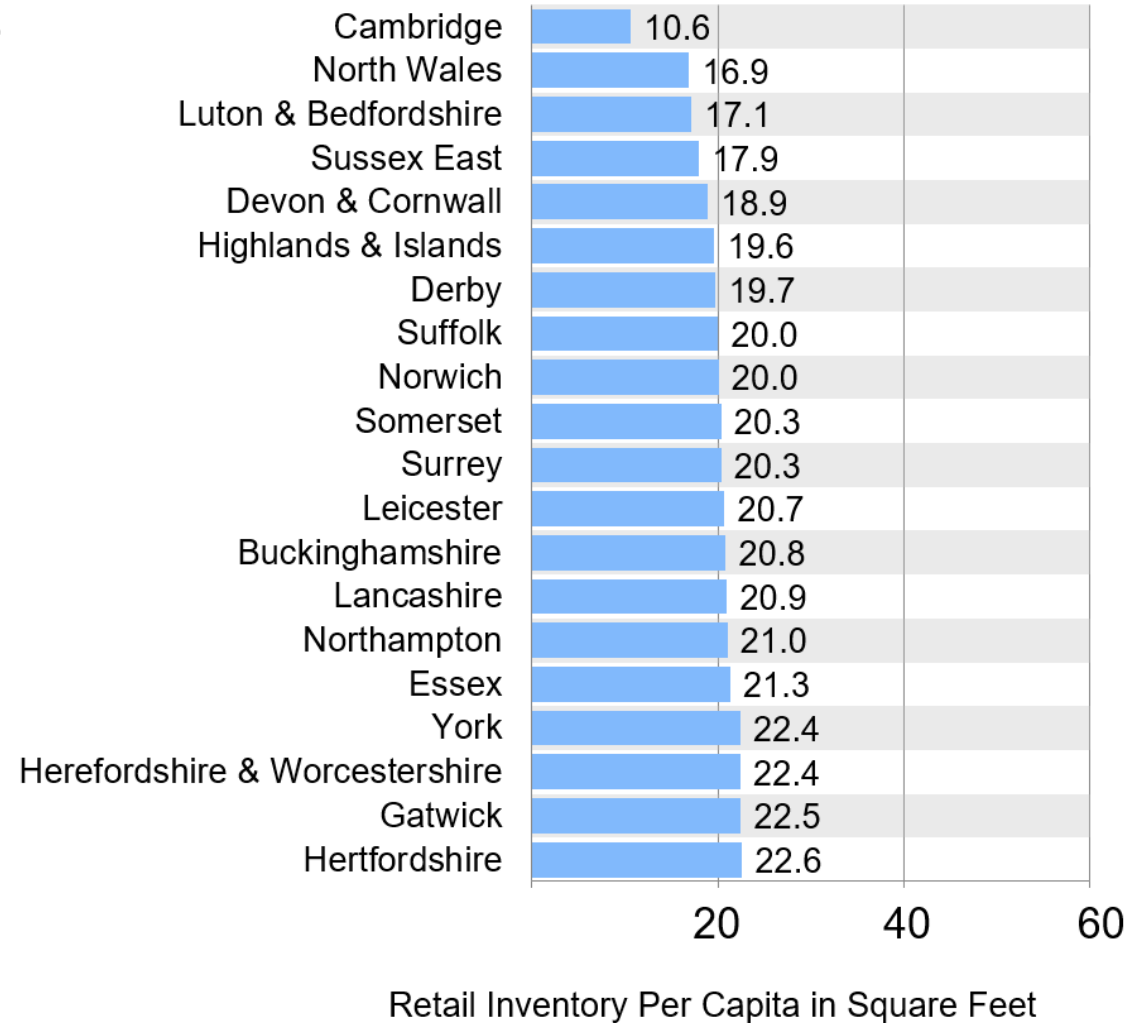 Cambridge 10.6
North Wales 16.9
Luton & Bedfordshire 17.1
Sussex East 17.9
Devon & Cornwall 18.9
Highlands & Islands 19.6
Derby 19.7
Suffolk 20.0
Norwich 20.0
Somerset 20.3
Surrey 20.3
Leicester 20.7
Buckinghamshire 20.8
Lancashire 20.9
Northampton 21.0
Essex 21.3
York 22.4
Herefordshire & Worcestershire 22.4
Gatwick 22.5
Hertfordshire 22.6
20 40 60
Retail Inventory Per Capita in Square Feet